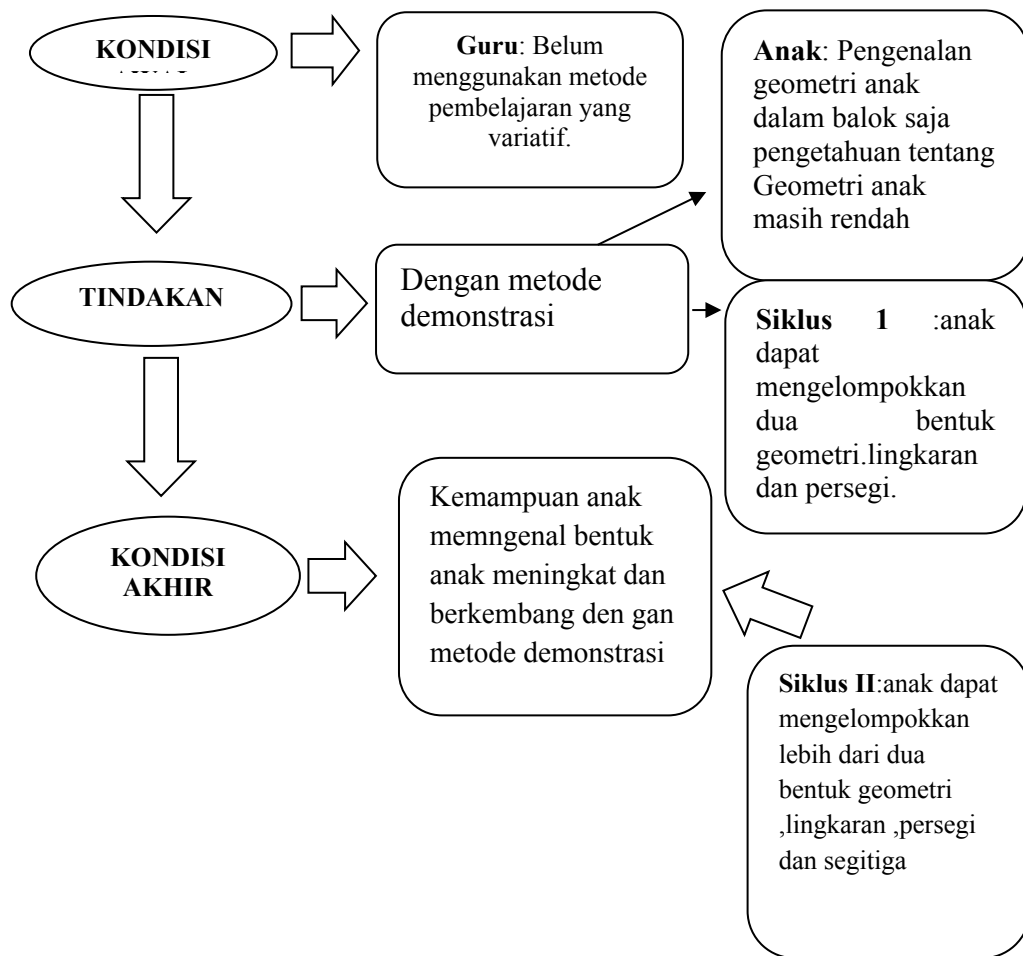 KONDISI
Guru: Belum
menggunakan metode
pembelajaran yang
variatif.
Anak: Pengenalan
geometri anak
dalam balok saja
pengetahuan tentang
Geometri anak
masih rendah
TINDAKAN
Dengan metode
demonstrasi
Siklus 1 :anak
dapat
mengelompokkan
dua bentuk
geometri.lingkaran
dan persegi.
KONDISI
AKHIR
Kemampuan anak
memngenal bentuk
anak meningkat dan
berkembang den gan
metode demonstrasi
Siklus II:anak dapat
mengelompokkan
lebih dari dua
bentuk geometri
,lingkaran ,persegi
dan segitiga